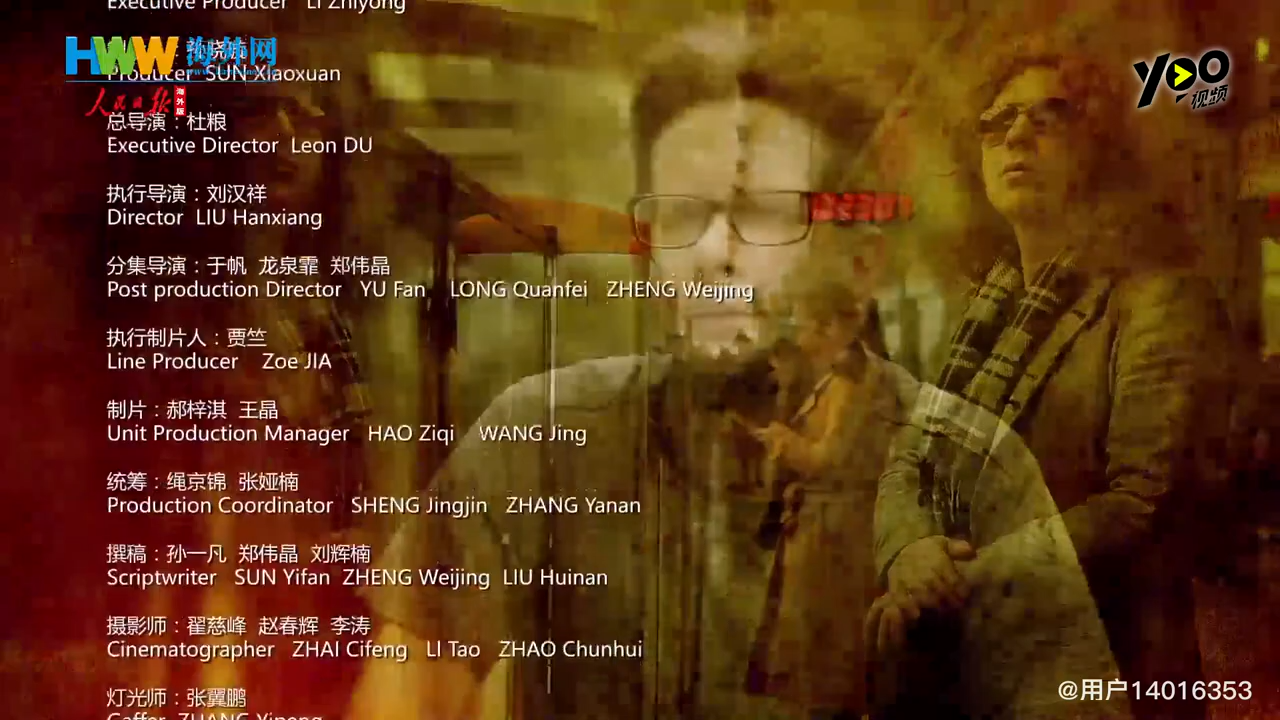 Executive Producer Li Zhiyong
HWW 海外网
Producer SUN Xiaoxuan
人民日报 海外版
YOO 视频
总导演：杜粮
Executive Director Leon DU
执行导演：刘汉祥
Director LIU Hanxiang
分集导演：于帆 龙泉霏 郑伟晶
Post production Director YU Fan LONG Quanfei ZHENG Weijing
执行制片人：贾竺
Line Producer Zoe JIA
制片：郝梓淇 王晶
Unit Production Manager HAO Ziqi WANG Jing
统筹：绳京锦 张娅楠
Production Coordinator SHENG Jingjin ZHANG Yanan
撰稿：孙一凡 郑伟晶 刘辉楠
Scriptwriter SUN Yifan ZHENG Weijing LIU Huinan
摄影师：翟慈峰 赵春辉 李涛
Cinematographer ZHAI Cifeng LI Tao ZHAO Chunhui
灯光师：张翼鹏
Gaffer ZHANG Yipeng
@用户14016353